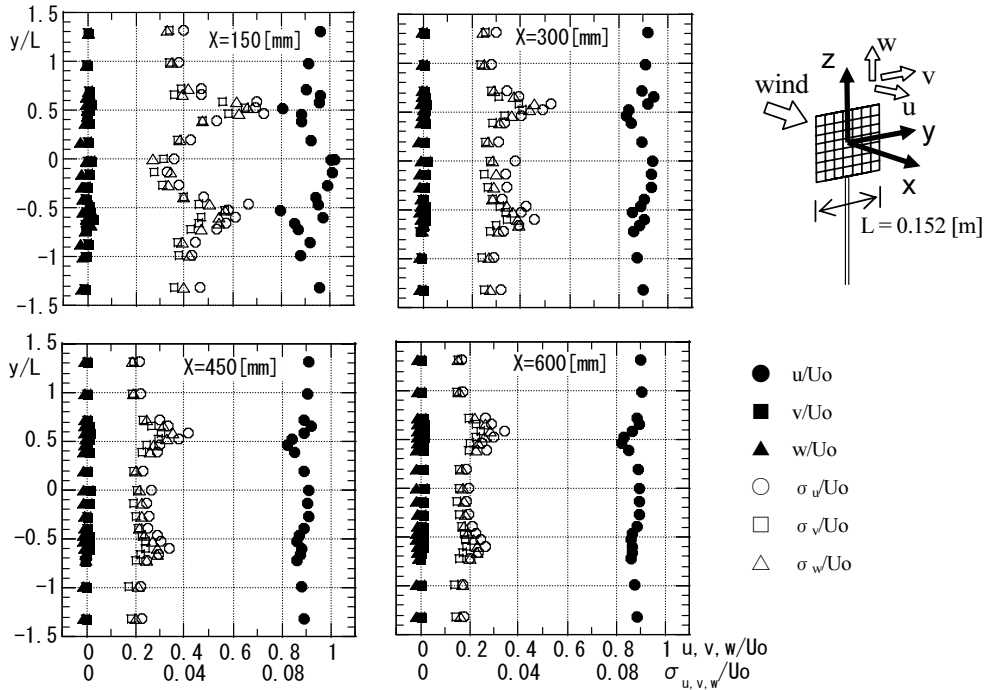 1.5
y/L
1
0.5
0
-0.5
-1
-1.5
X=150[mm]
X=300[mm]
1.5
y/L
1
0.5
0
-0.5
-1
-1.5
X=450[mm]
X=600[mm]
0 0.2 0.4 0.6 0.8 1
0 0.04 0.08
0 0.2 0.4 0.6 0.8 1 u,v,w/Uo
0 0.04 0.08 σu,v,w/Uo
wind
z
w
v
u
y
x
L = 0.152 [m]
u/Uo
v/Uo
w/Uo
σu/Uo
σv/Uo
σw/Uo